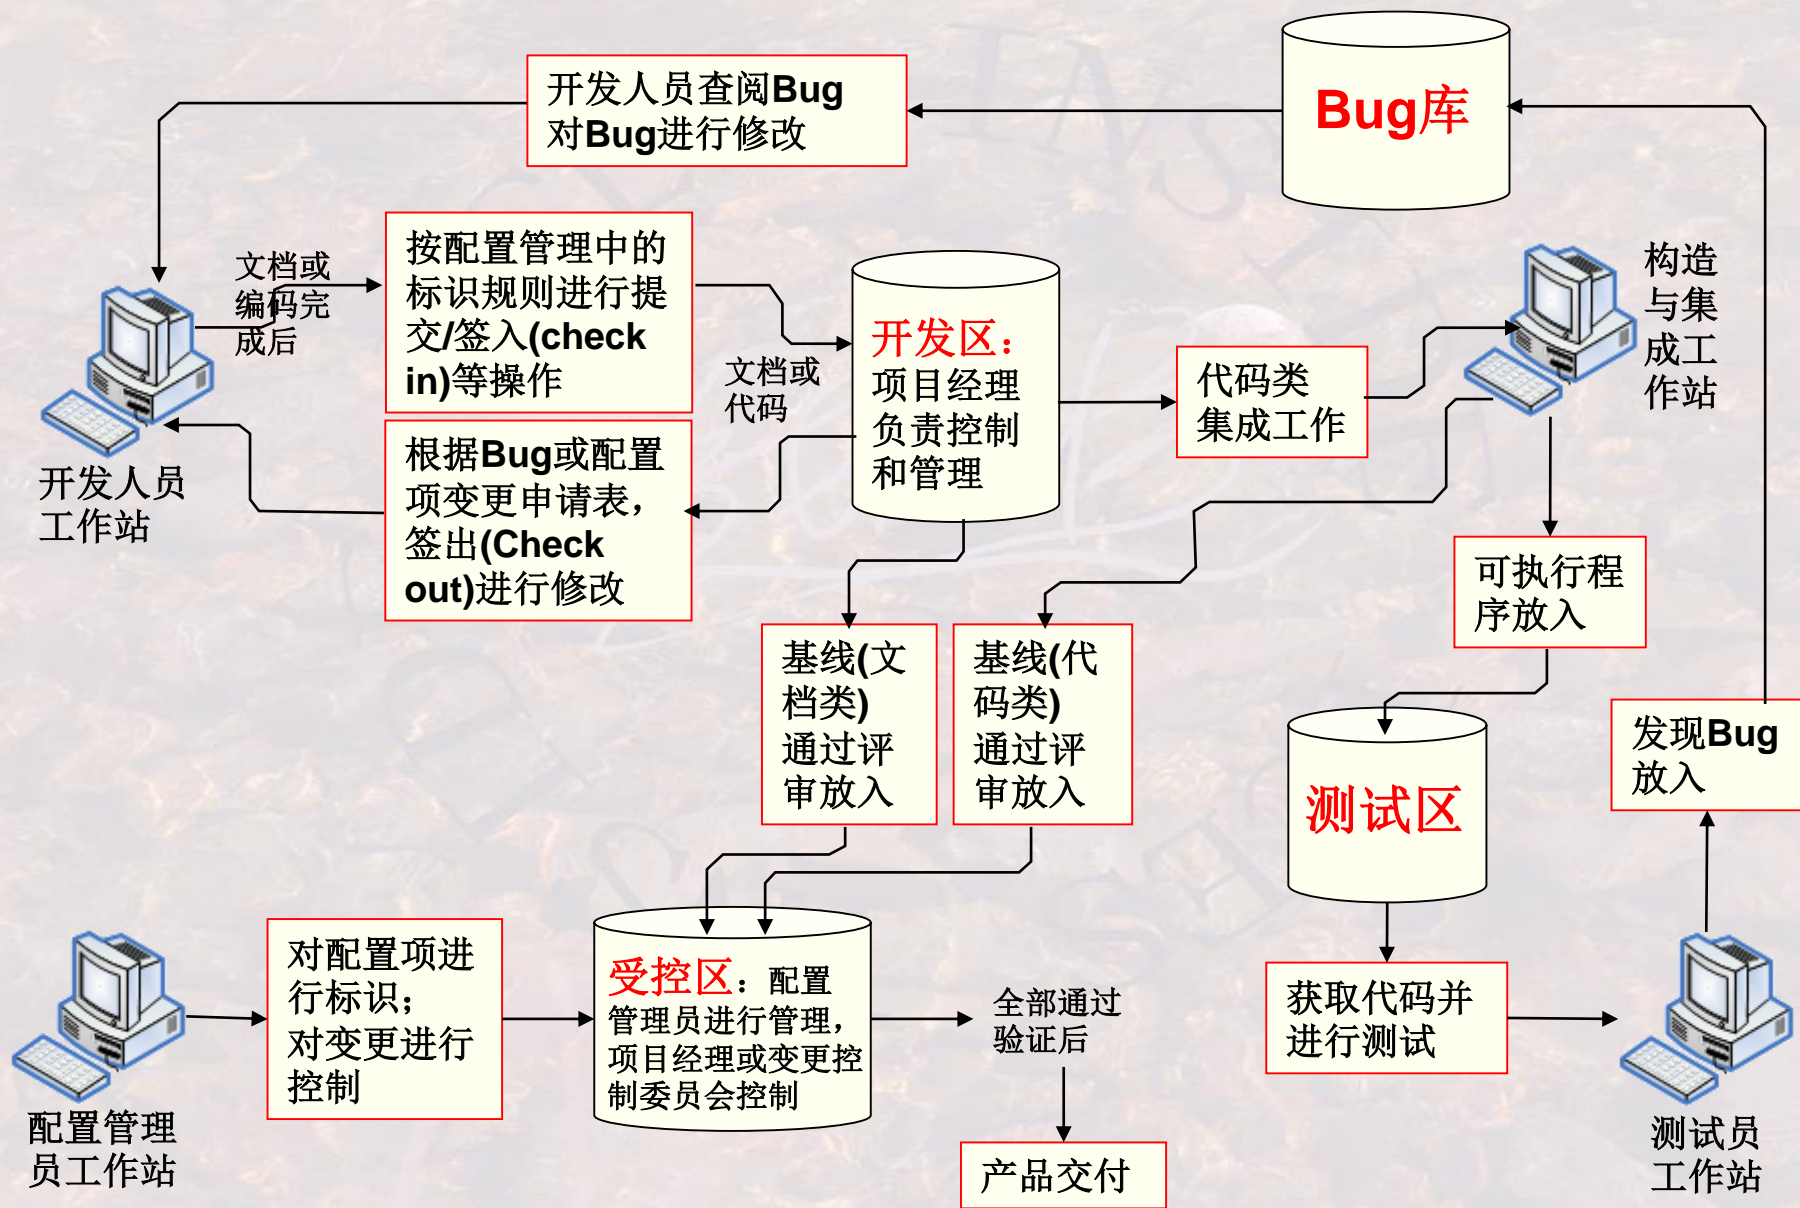 Bug库
开发人员查阅Bug
对Bug进行修改
文档或
编码完
成后
按配置管理中的
标识规则进行提
交/签入(check
in)等操作
文档或
代码
开发区：
项目经理
负责控制
和管理
代码类
集成工作
构造
与集
成工
作站
开发人员
工作站
根据Bug或配置
项变更申请表，
签出(Check
out)进行修改
可执行程
序放入
基线(文
档类)
通过评
审放入
基线(代
码类)
通过评
审放入
测试区
发现Bug
放入
配置管理
员工作站
对配置项进
行标识；
对变更进行
控制
受控区：配置
管理员进行管理，
项目经理或变更控
制委员会控制
全部通过
验证后
产品交付
获取代码并
进行测试
测试员
工作站